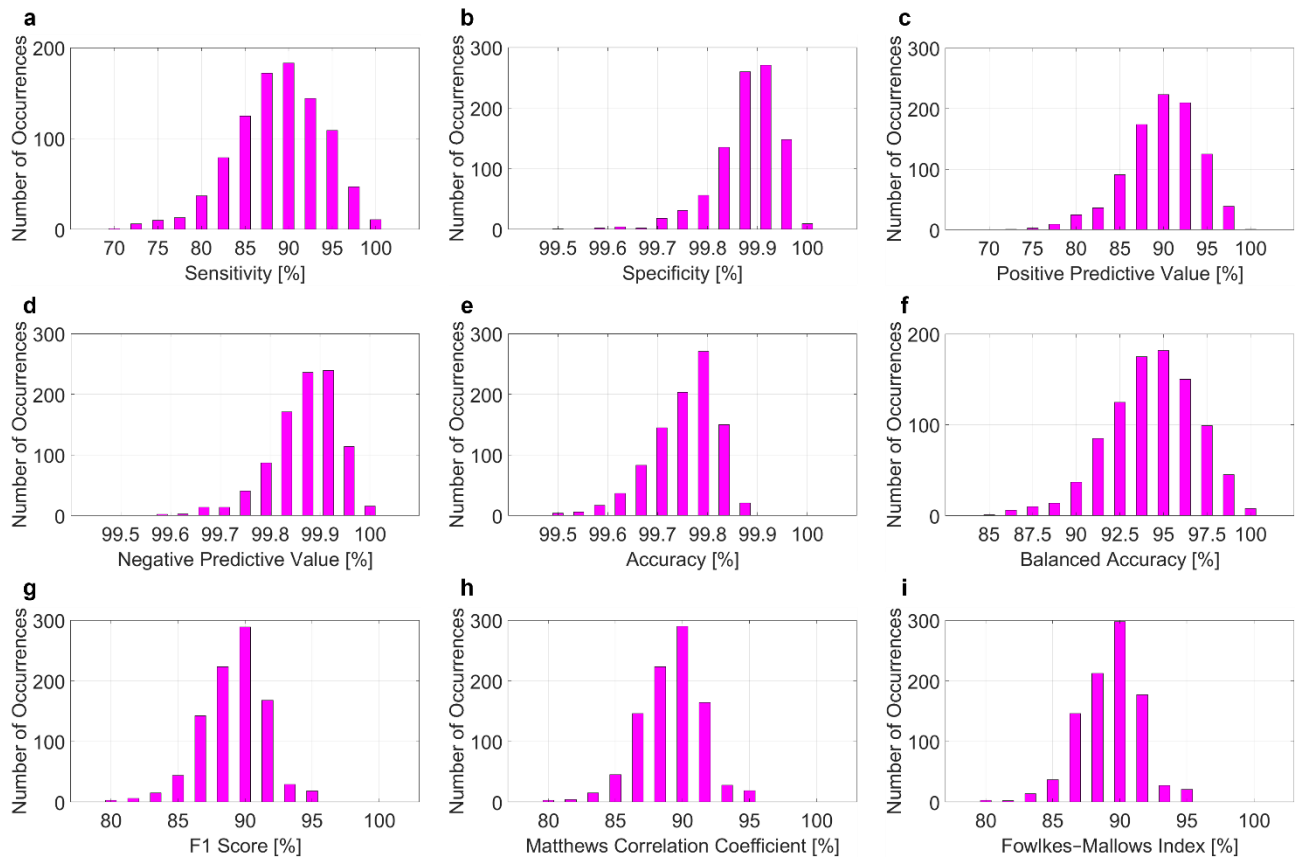 a
Number of Occurrences
200
100
0
70 75 80 85 90 95 100
Sensitivity [%]
b
Number of Occurrences
300
200
100
0
99.5 99.6 99.7 99.8 99.9 100
Specificity [%]
c
Number of Occurrences
300
200
100
0
70 75 80 85 90 95 100
Positive Predictive Value [%]
d
Number of Occurrences
300
200
100
0
99.5 99.6 99.7 99.8 99.9 100
Negative Predictive Value [%]
e
Number of Occurrences
300
200
100
0
99.5 99.6 99.7 99.8 99.9 100
Accuracy [%]
f
Number of Occurrences
200
100
0
85 87.5 90 92.5 95 97.5 100
Balanced Accuracy [%]
g
Number of Occurrences
300
200
100
0
80 85 90 95 100
F1 Score [%]
h
Number of Occurrences
300
200
100
0
80 85 90 95 100
Matthews Correlation Coefficient [%]
i
Number of Occurrences
300
200
100
0
80 85 90 95 100
Fowlkes−Mallows Index [%]